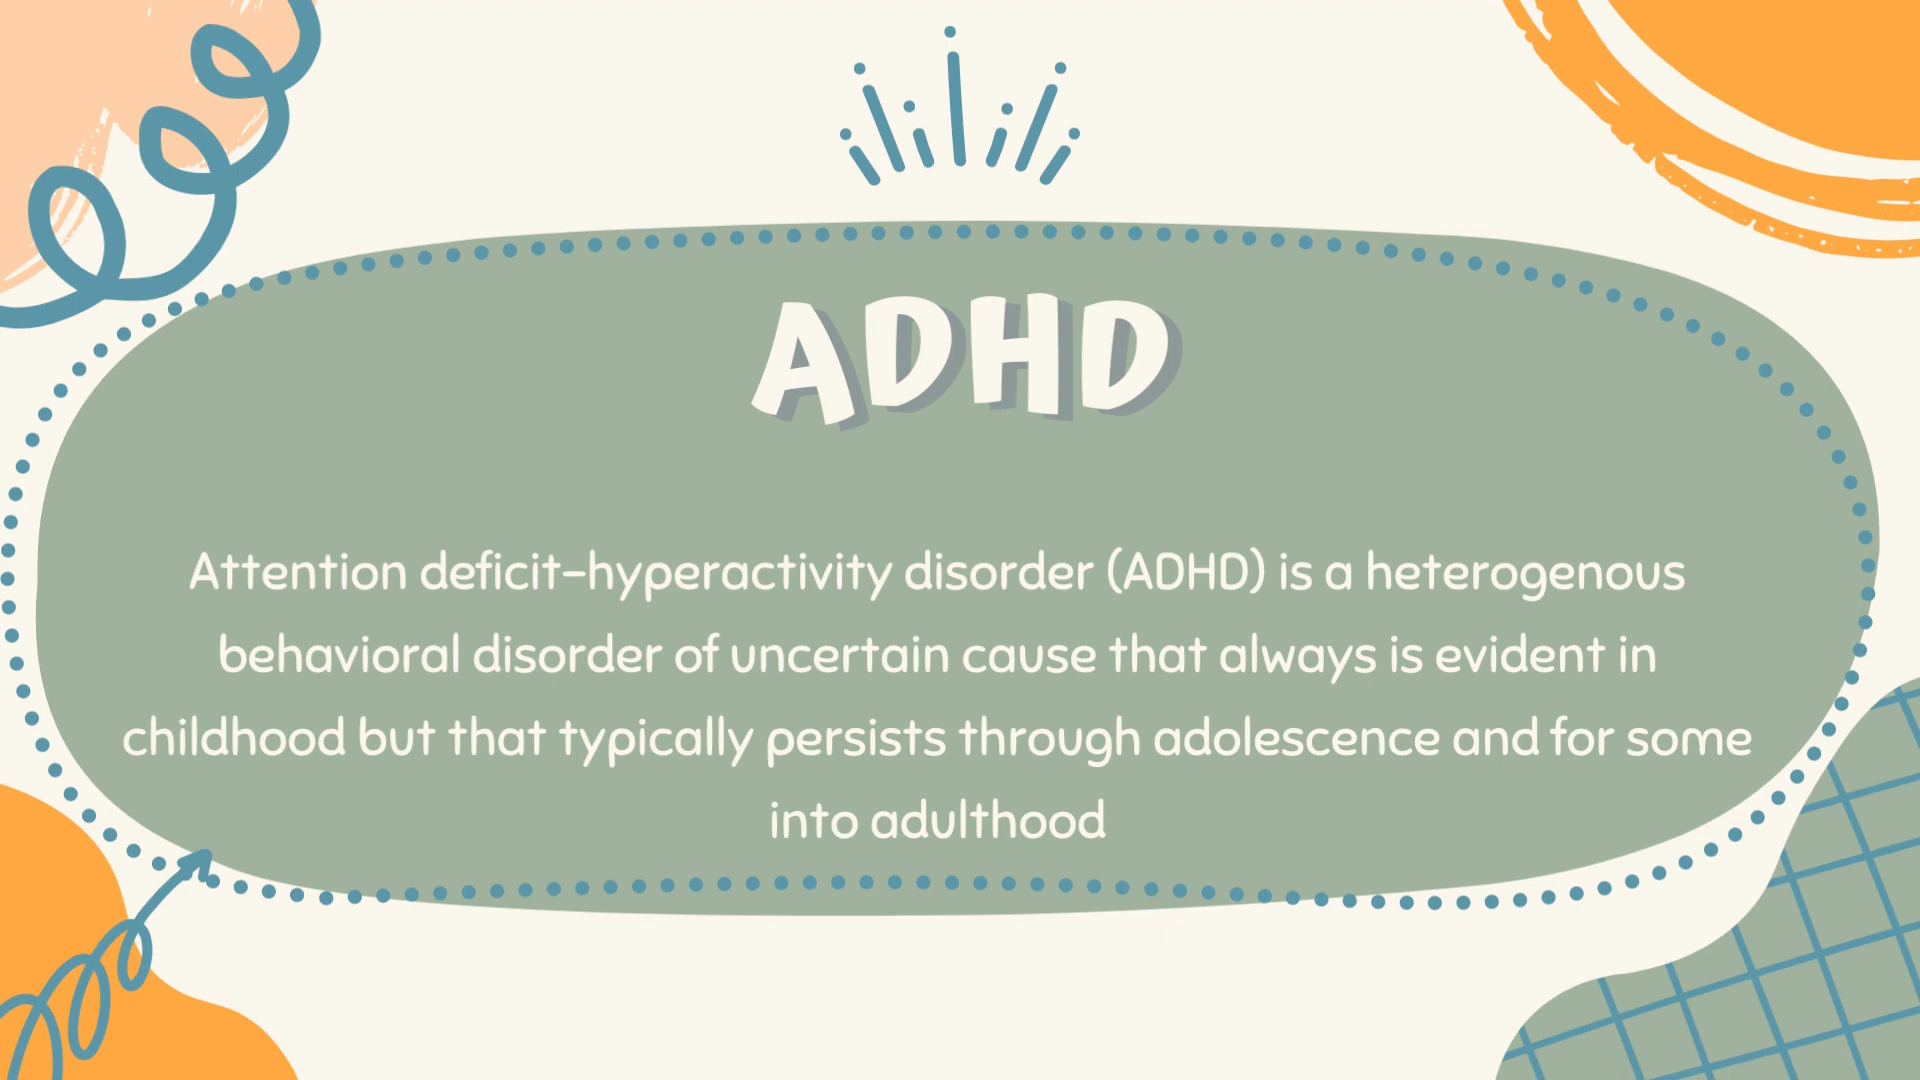 ADHD
Attention deficit-hyperactivity disorder (ADHD) is a heterogenous
behavioral disorder of uncertain cause that always is evident in
childhood but that typically persists through adolescence and for some
into adulthood